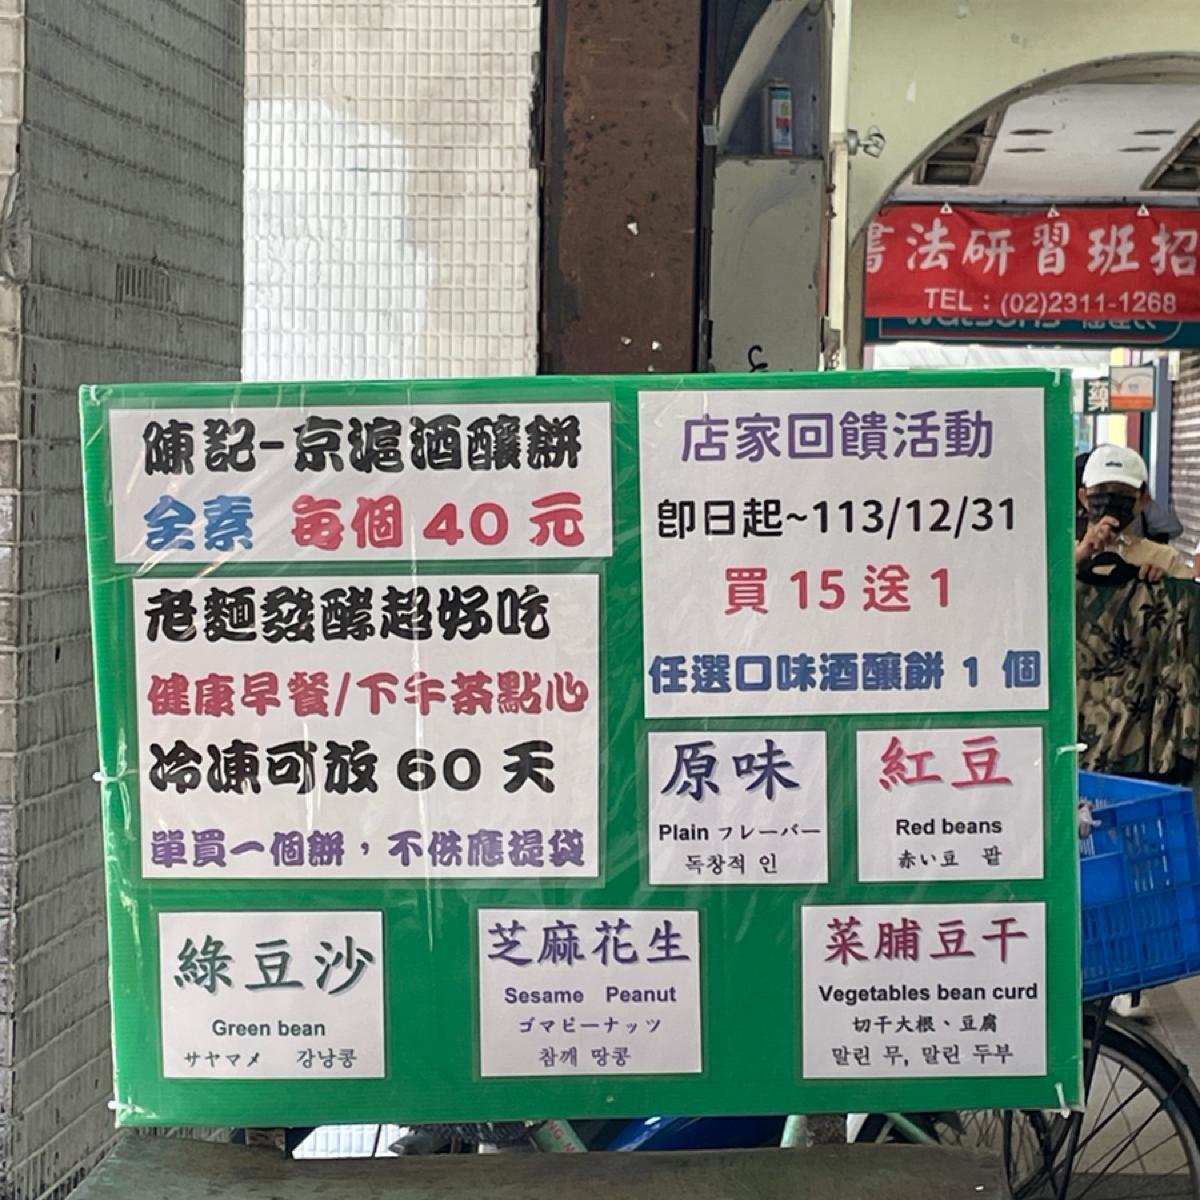 書法研習班招
TEL：(02)2311-1268
watsons
陳記-京滬酒釀餅
全素 每個 40 元
老麵發酵超好吃
健康早餐/下午茶點心
冷凍可放 60 天
單買一個餅，不供應提袋
店家回饋活動
即日起~113/12/31
買 15 送 1
任選口味酒釀餅 1 個
原味
Plain フレーバー
독창적 인
紅豆
Red beans
赤い豆 팥
綠豆沙
Green bean
サヤマメ 강낭콩
芝麻花生
Sesame Peanut
ゴマピーナッツ
참깨 땅콩
菜脯豆干
Vegetables bean curd
切干大根、豆腐
말린 무, 말린 두부